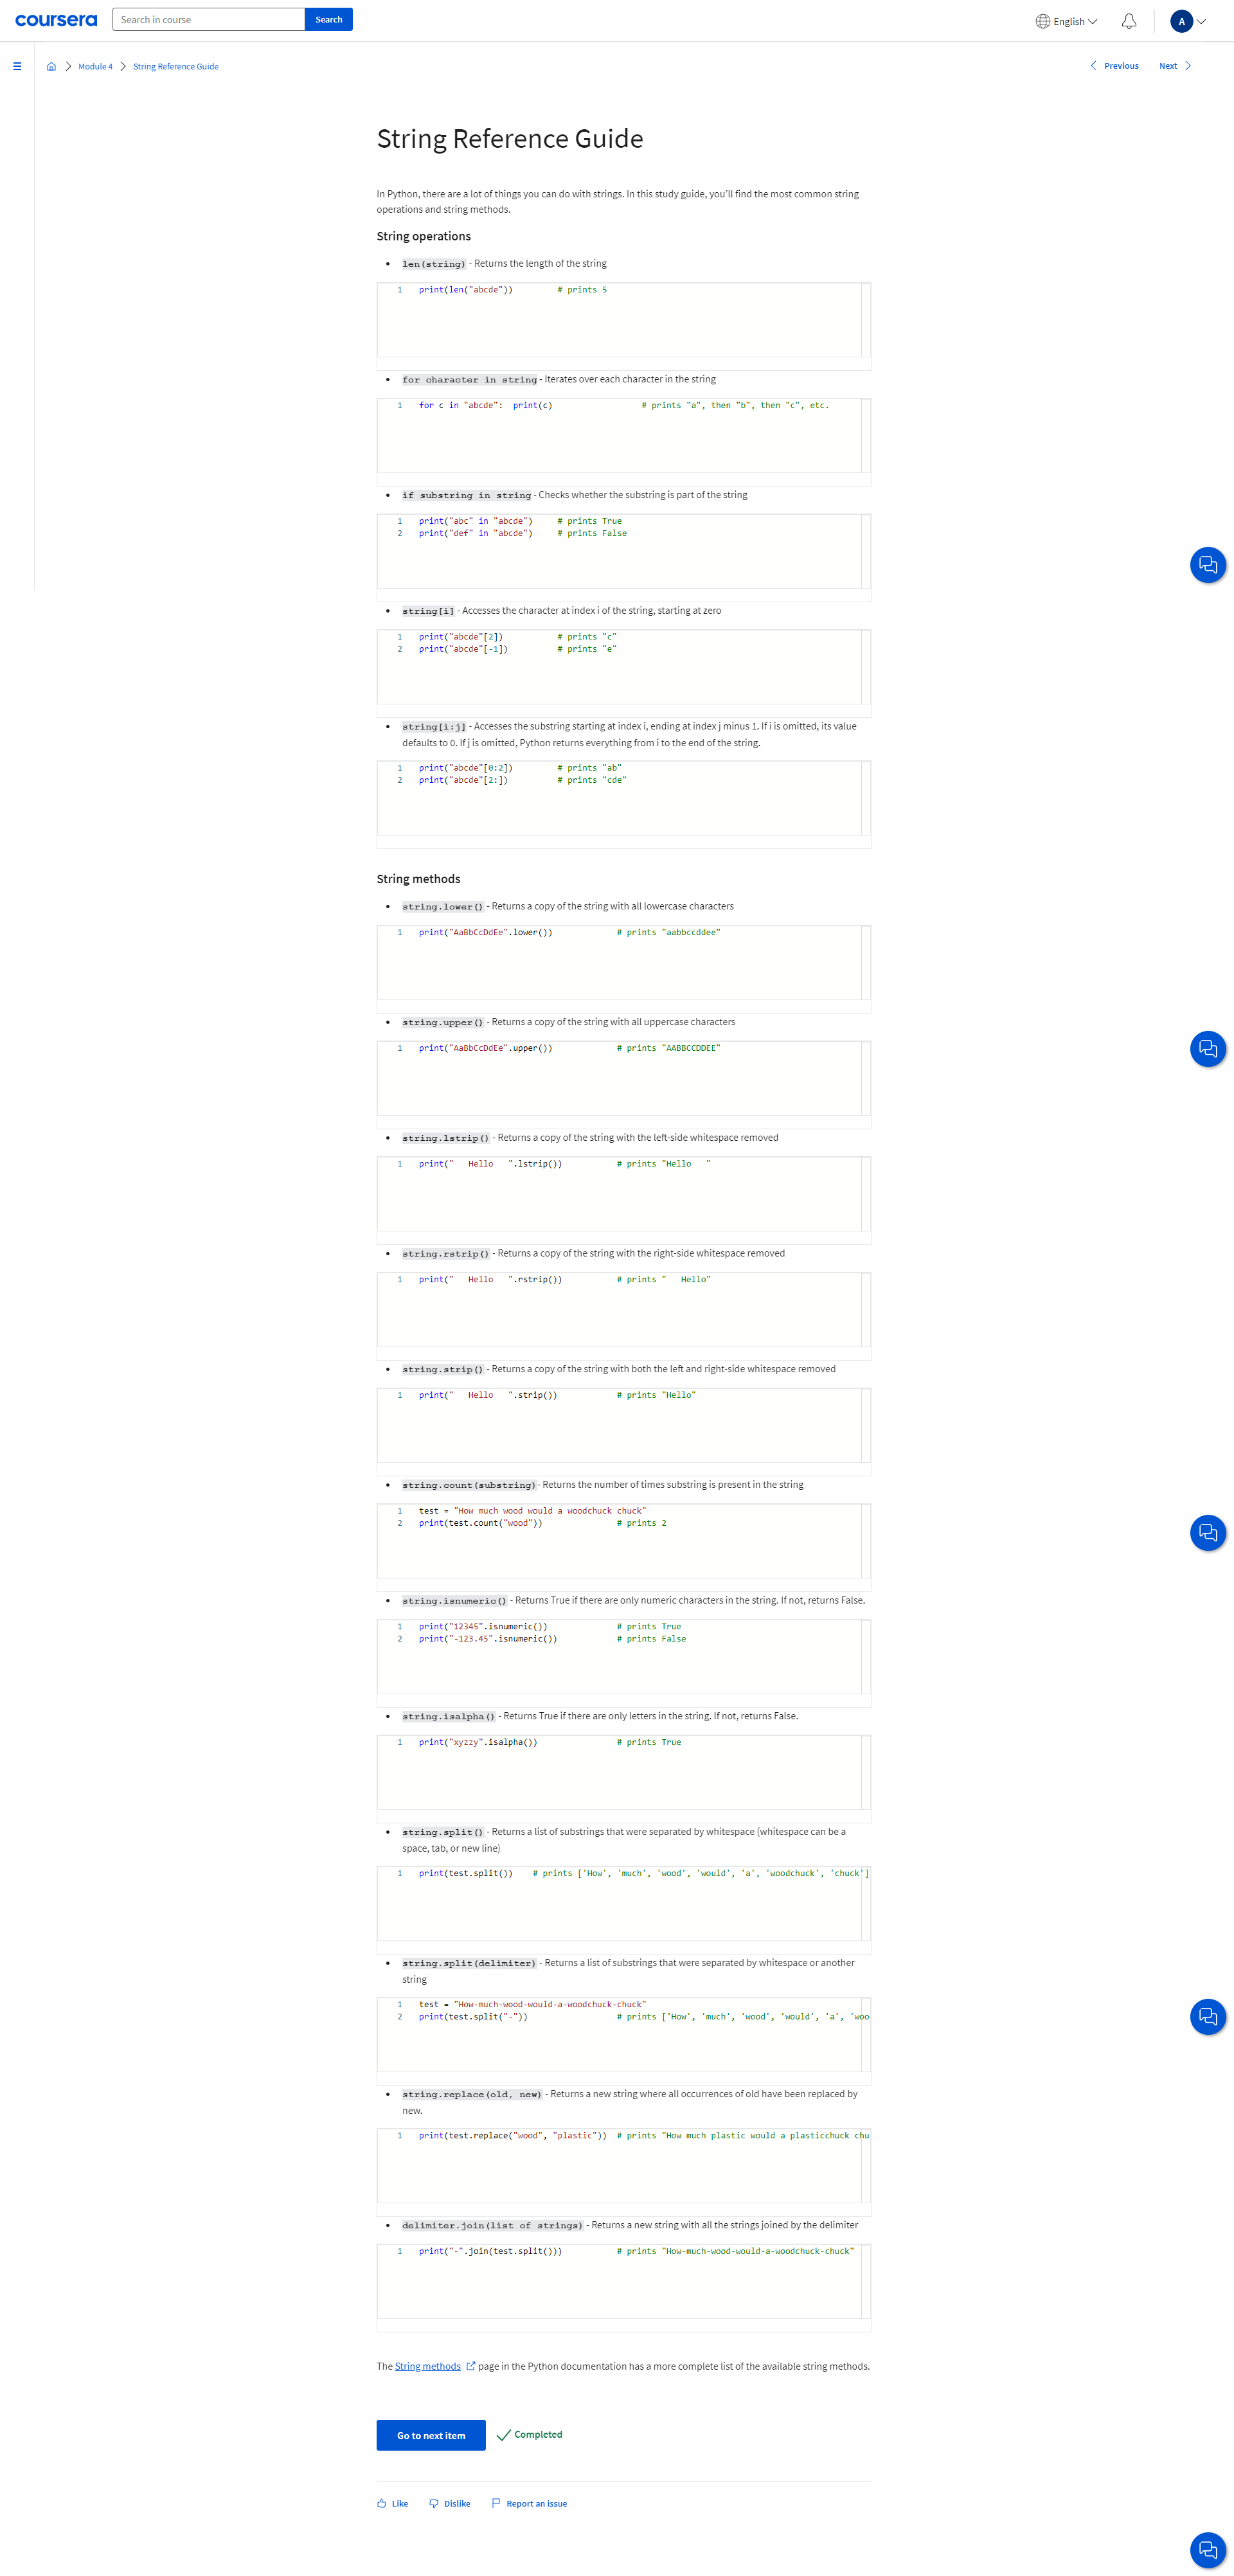 coursera
Search in course
Search
English
A
Module 4
String Reference Guide
Previous
Next
String Reference Guide
In Python, there are a lot of things you can do with strings. In this study guide, you’ll find the most common string
operations and string methods.
String operations
• len(string) - Returns the length of the string
1 print(len("abcde")) # prints 5
• for character in string - Iterates over each character in the string
1 for c in "abcde": print(c) # prints "a", then "b", then "c", etc.
• if substring in string - Checks whether the substring is part of the string
1 print("abc" in "abcde") # prints True
2 print("def" in "abcde") # prints False
• string[i] - Accesses the character at index i of the string, starting at zero
1 print("abcde"[2]) # prints "c"
2 print("abcde"[-1]) # prints "e"
• string[i:j] - Accesses the substring starting at index i, ending at index j minus 1. If i is omitted, its value
defaults to 0. If j is omitted, Python returns everything from i to the end of the string.
1 print("abcde"[0:2]) # prints "ab"
2 print("abcde"[2:]) # prints "cde"
String methods
• string.lower() - Returns a copy of the string with all lowercase characters
1 print("AaBbCcDdEe".lower()) # prints "aabbccddee"
• string.upper() - Returns a copy of the string with all uppercase characters
1 print("AaBbCcDdEe".upper()) # prints "AABBCCDDEE"
• string.lstrip() - Returns a copy of the string with the left-side whitespace removed
1 print("   Hello   ".lstrip()) # prints "Hello   "
• string.rstrip() - Returns a copy of the string with the right-side whitespace removed
1 print("   Hello   ".rstrip()) # prints "   Hello"
• string.strip() - Returns a copy of the string with both the left and right-side whitespace removed
1 print("   Hello   ".strip()) # prints "Hello"
• string.count(substring)- Returns the number of times substring is present in the string
1 test = "How much wood would a woodchuck chuck"
2 print(test.count("wood")) # prints 2
• string.isnumeric() - Returns True if there are only numeric characters in the string. If not, returns False.
1 print("12345".isnumeric()) # prints True
2 print("-123.45".isnumeric()) # prints False
• string.isalpha() - Returns True if there are only letters in the string. If not, returns False.
1 print("xyzzy".isalpha()) # prints True
• string.split() - Returns a list of substrings that were separated by whitespace (whitespace can be a
space, tab, or new line)
1 print(test.split()) # prints ['How', 'much', 'wood', 'would', 'a', 'woodchuck', 'chuck']
• string.split(delimiter) - Returns a list of substrings that were separated by whitespace or another
string
1 test = "How-much-wood-would-a-woodchuck-chuck"
2 print(test.split("-")) # prints ['How', 'much', 'wood', 'would', 'a', 'woo
• string.replace(old, new) - Returns a new string where all occurrences of old have been replaced by
new.
1 print(test.replace("wood", "plastic")) # prints "How much plastic would a plasticchuck chu
• delimiter.join(list of strings) - Returns a new string with all the strings joined by the delimiter
1 print("-".join(test.split())) # prints "How-much-wood-would-a-woodchuck-chuck"
The String methods page in the Python documentation has a more complete list of the available string methods.
Go to next item
Completed
Like
Dislike
Report an issue